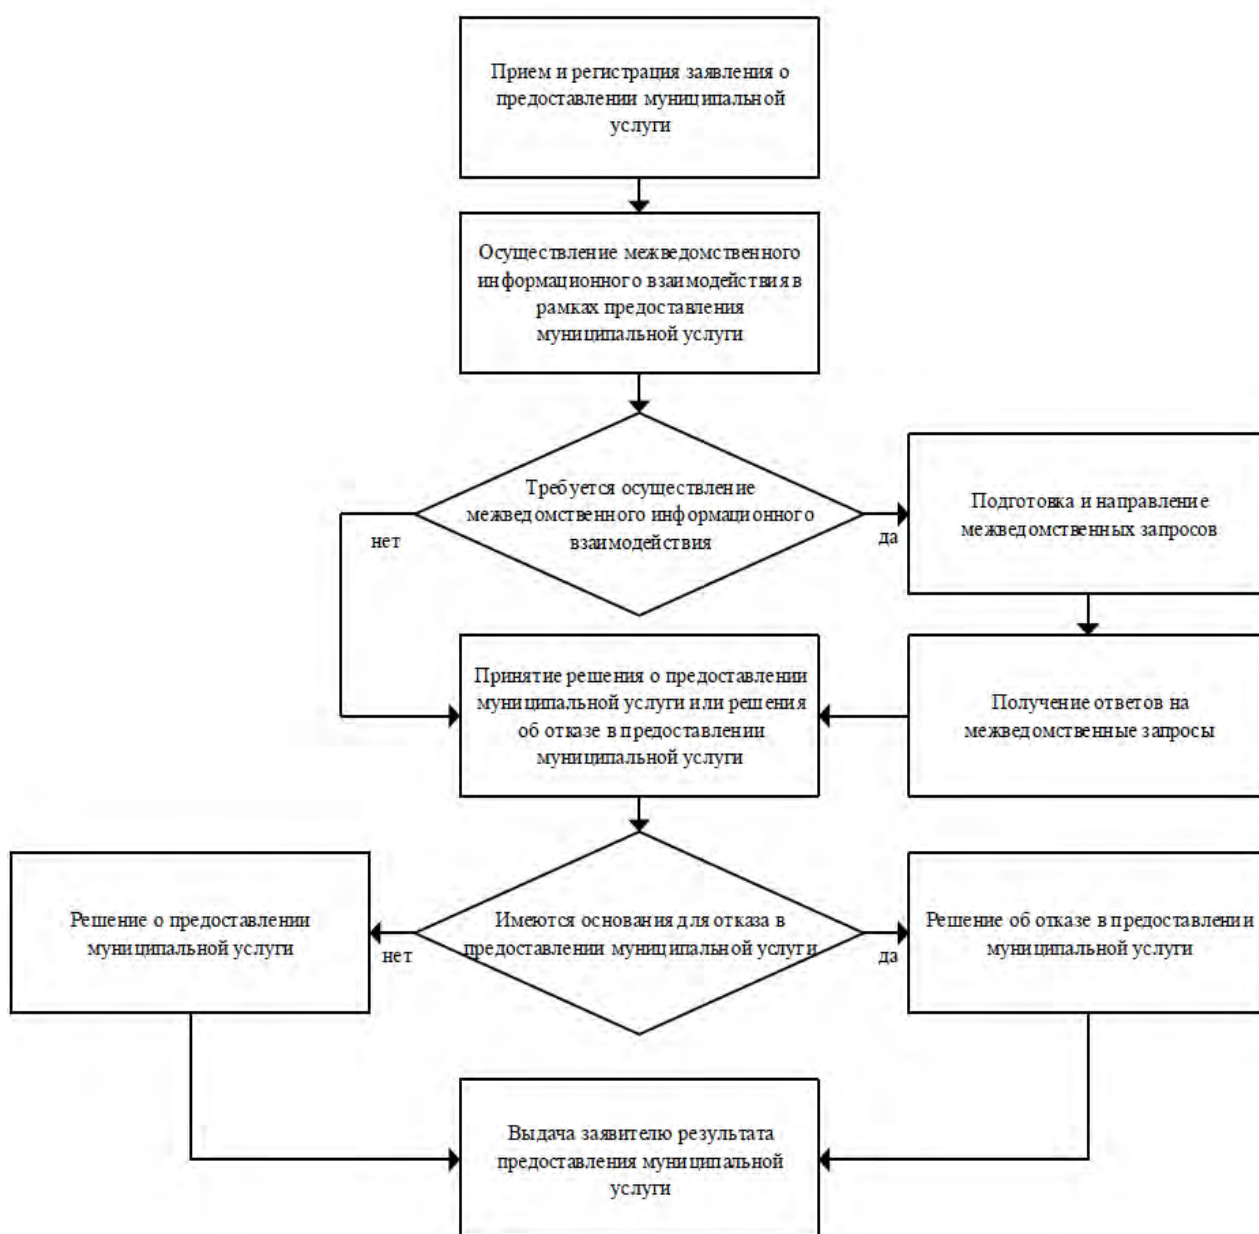 Прием и регистрация заявления о
предоставлении муниципальной
услуги
Осуществление межведомственного
информационного взаимодействия в
рамках предоставления
муниципальной услуги
Требуется осуществление
межведомственного информационного
взаимодействия
нет
да
Подготовка и направление
межведомственных запросов
Принятие решения о предоставлении
муниципальной услуги или решения
об отказе в предоставлении
муниципальной услуги
Получение ответов на
межведомственные запросы
Решение о предоставлении
муниципальной услуги
нет
Имеются основания для отказа в
предоставлении муниципальной услуги
да
Решение об отказе в предоставлении
муниципальной услуги
Выдача заявителю результата
предоставления муниципальной
услуги